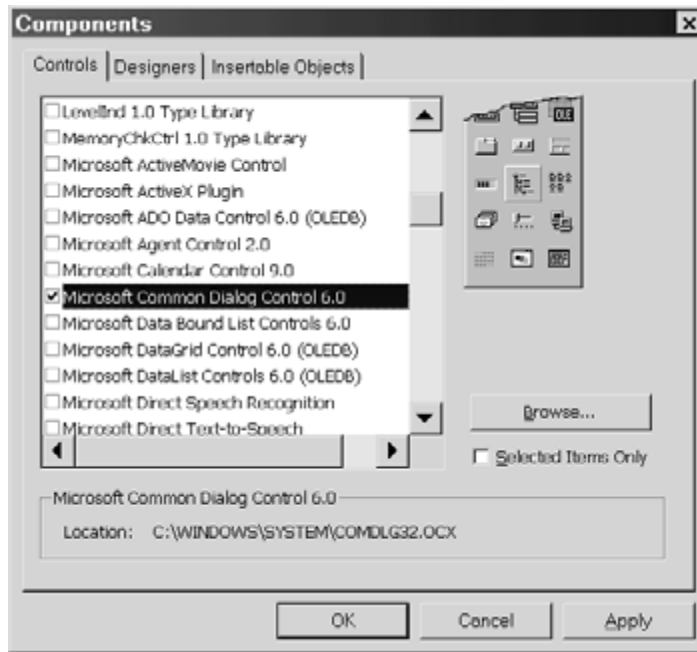 Components
Controls Designers Insertable Objects
LevelInd 1.0 Type Library
MemoryChkCtrl 1.0 Type Library
Microsoft ActiveMovie Control
Microsoft ActiveX Plugin
Microsoft ADO Data Control 6.0 (OLEDB)
Microsoft Agent Control 2.0
Microsoft Calendar Control 9.0
Microsoft Common Dialog Control 6.0
Microsoft Data Bound List Controls 6.0
Microsoft DataGrid Control 6.0 (OLEDB)
Microsoft DataList Controls 6.0 (OLEDB)
Microsoft Direct Speech Recognition
Microsoft Direct Text-to-Speech
OLE
Browse...
Selected Items Only
Microsoft Common Dialog Control 6.0
Location: C:\WINDOWS\SYSTEM\COMDLG32.OCX
OK Cancel Apply